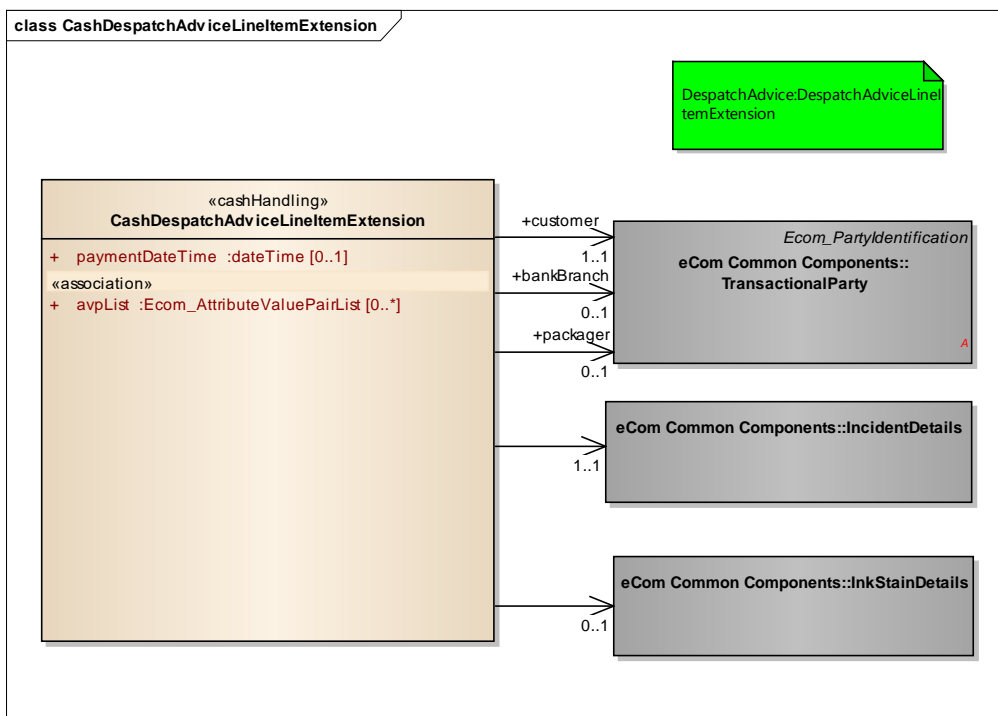 class CashDespatchAdviceLineItemExtension
DespatchAdvice:DespatchAdviceLineI
temExtension
«cashHandling»
CashDespatchAdviceLineItemExtension
+ paymentDateTime :dateTime [0..1]
«association»
+ avpList :Ecom_AttributeValuePairList [0..*]
+customer
1..1
+bankBranch
0..1
+packager
0..1
Ecom_PartyIdentification
eCom Common Components::
TransactionalParty
A
eCom Common Components::IncidentDetails
1..1
eCom Common Components::InkStainDetails
0..1